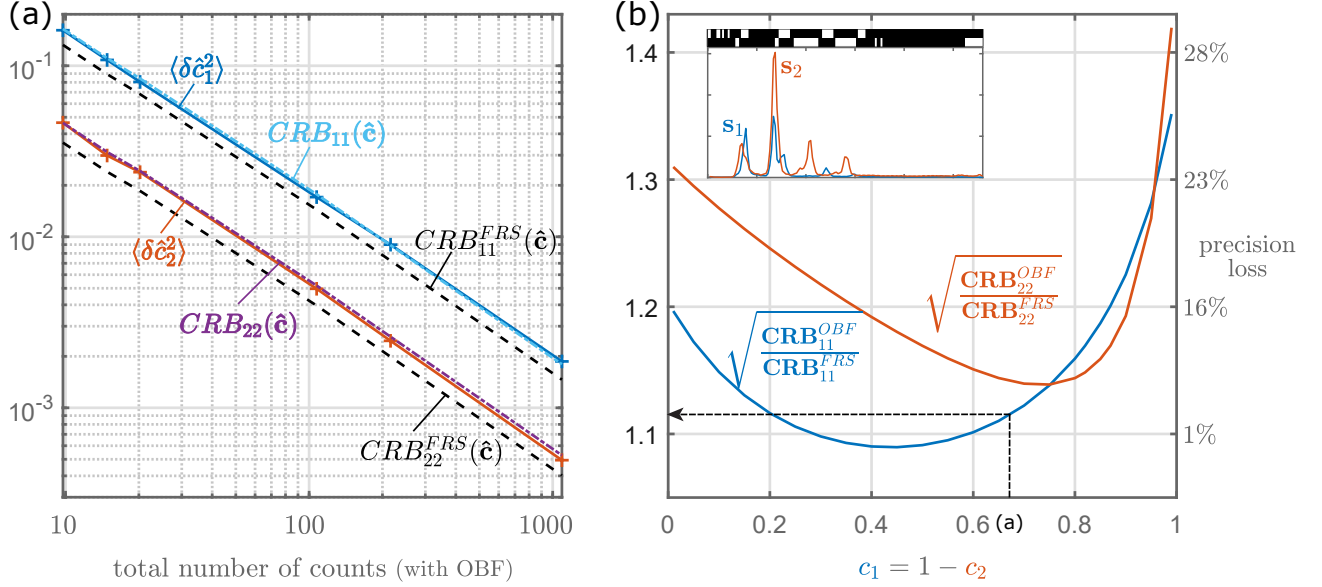 (a)
10⁻¹
10⁻²
10⁻³
⟨δĉ₁²⟩
CRB₁₁(ĉ)
CRB₁₁^{FRS}(ĉ)
⟨δĉ₂²⟩
CRB₂₂(ĉ)
CRB₂₂^{FRS}(ĉ)
10 100 1000
total number of counts (with OBF)
(b)
1.4
1.3
1.2
1.1
s₂
s₁
√(CRB₂₂^{OBF}/CRB₂₂^{FRS})
√(CRB₁₁^{OBF}/CRB₁₁^{FRS})
28%
23%
precision
loss
16%
1%
0 0.2 0.4 0.6 (a) 0.8 1
c₁ = 1 − c₂